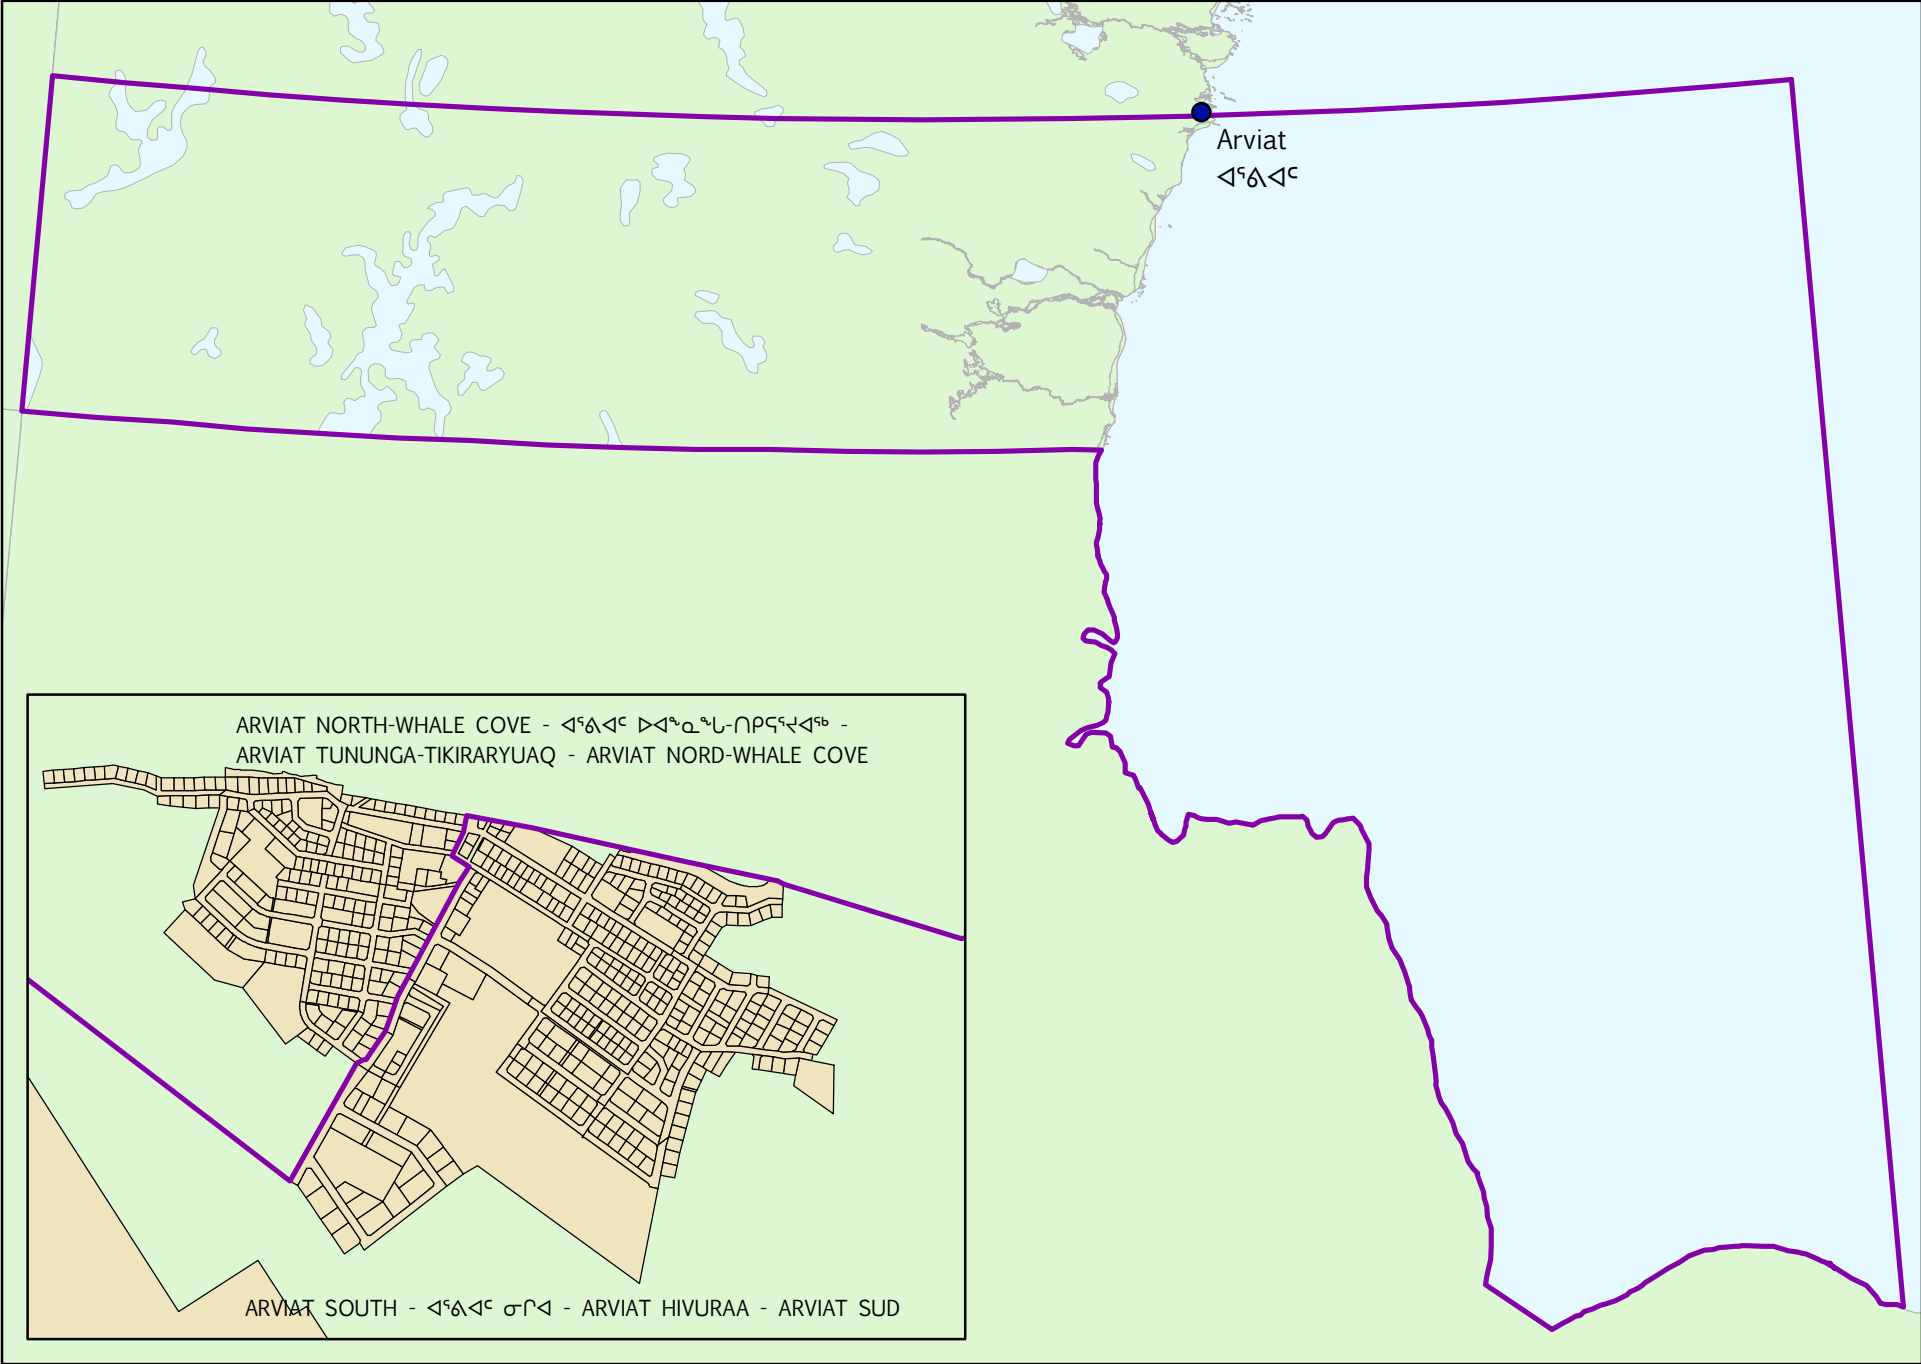 Arviat
ᐊᕐᕕᐊᑦ
ARVIAT NORTH-WHALE COVE - ᐊᕐᕕᐊᑦ ᐅᐊᖕᓇᖓ-ᑎᑭᕋᕐᔪᐊᖅ -
ARVIAT TUNUNGA-TIKIRARYUAQ - ARVIAT NORD-WHALE COVE
ARVIAT SOUTH - ᐊᕐᕕᐊᑦ ᓂᒋᐊ - ARVIAT HIVURAA - ARVIAT SUD